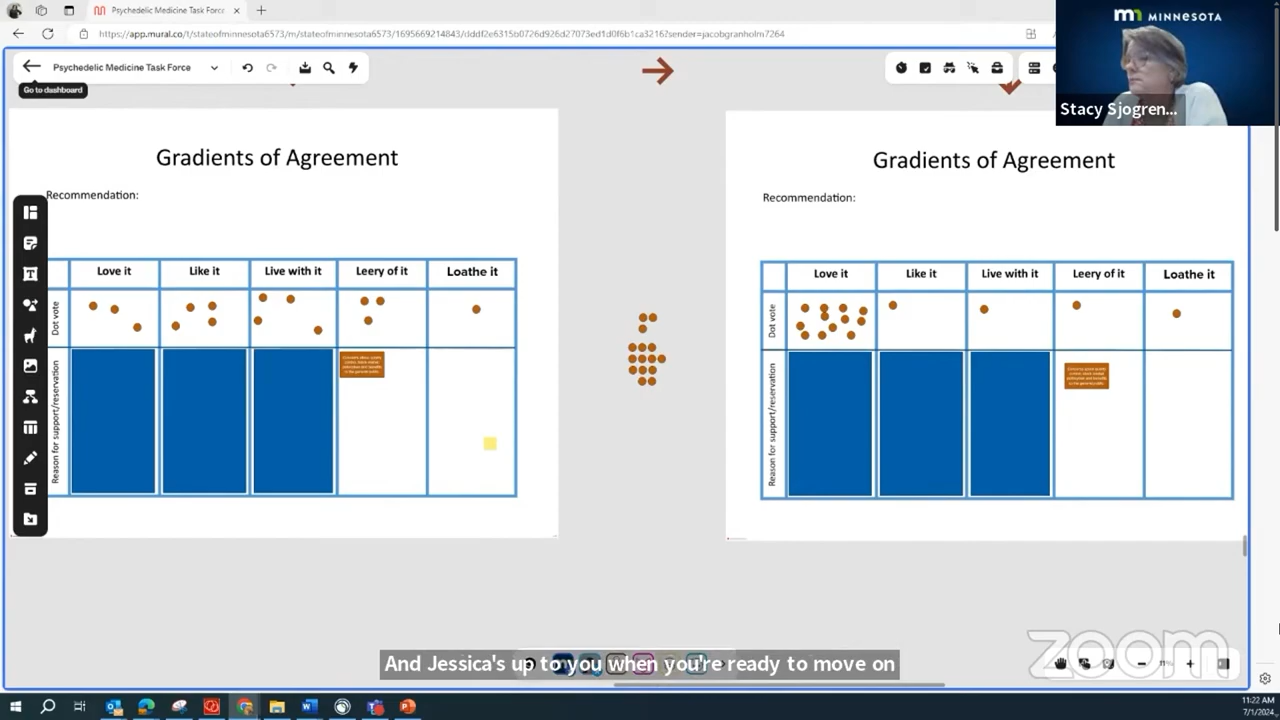 Psychedelic Medicine Task Force
https://app.mural.co/t/stateofminnesota6573/m/stateofminnesota6573/1695669214843/dddf2e6315b0726d926d27073ed1d0f6b1ca3216?sender=jacobgranholm7264
MINNESOTA
Stacy Sjogren...
Psychedelic Medicine Task Force
Go to dashboard
Gradients of Agreement
Recommendation:
Love it
Like it
Live with it
Leery of it
Loathe it
Dot vote
Reason for support/reservation
Gradients of Agreement
Recommendation:
Love it
Like it
Live with it
Leery of it
Loathe it
Dot vote
Reason for support/reservation
And Jessica's up to you when you're ready to move on
zoom
11:22 AM
7/1/2024